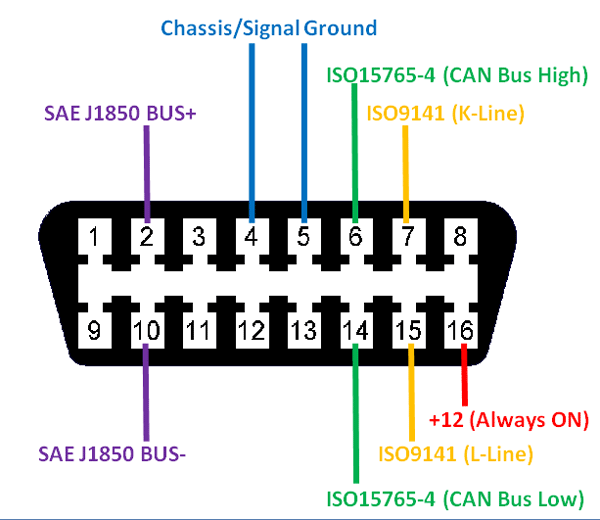 Chassis/Signal Ground
ISO15765-4 (CAN Bus High)
SAE J1850 BUS+
ISO9141 (K-Line)
1 2 3 4 5 6 7 8
9 10 11 12 13 14 15 16
+12 (Always ON)
SAE J1850 BUS-
ISO9141 (L-Line)
ISO15765-4 (CAN Bus Low)